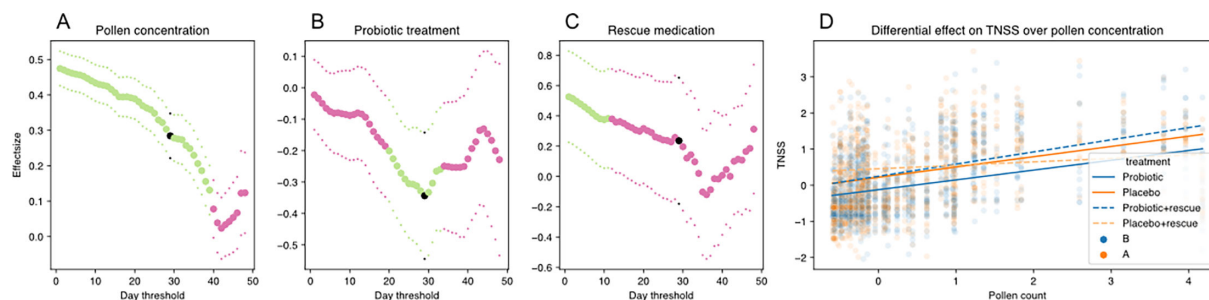 A
Pollen concentration
Effectsize
0.5
0.4
0.3
0.2
0.1
0.0
0 10 20 30 40 50
Day threshold
B
Probiotic treatment
0.1
0.0
−0.1
−0.2
−0.3
−0.4
−0.5
0 10 20 30 40 50
Day threshold
C
Rescue medication
0.8
0.6
0.4
0.2
0.0
−0.2
−0.4
−0.6
0 10 20 30 40 50
Day threshold
D
Differential effect on TNSS over pollen concentration
TNSS
3
2
1
0
−1
−2
0 1 2 3 4
Pollen count
treatment
Probiotic
Placebo
Probiotic+rescue
Placebo+rescue
B
A